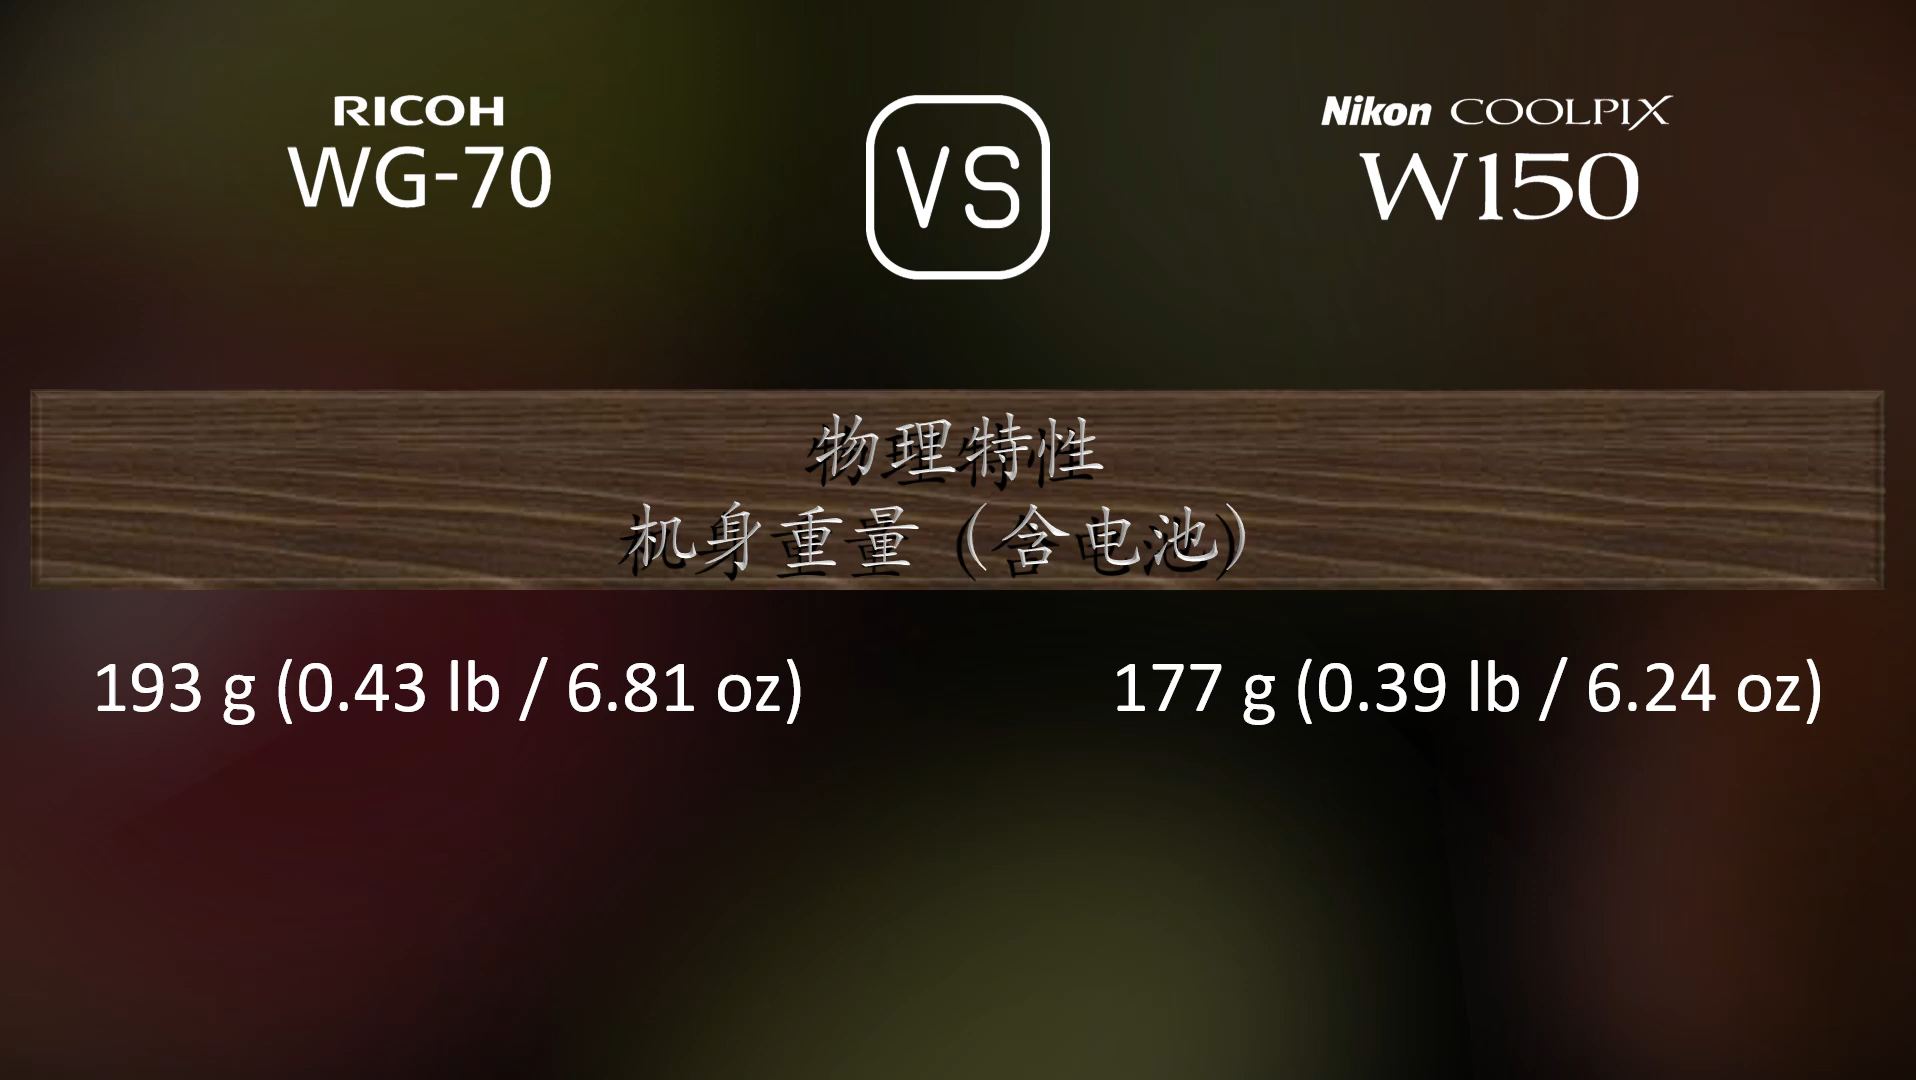 RICOH
WG-70
VS
Nikon COOLPIX
W150
物理特性
机身重量（含电池）
193 g (0.43 lb / 6.81 oz)
177 g (0.39 lb / 6.24 oz)